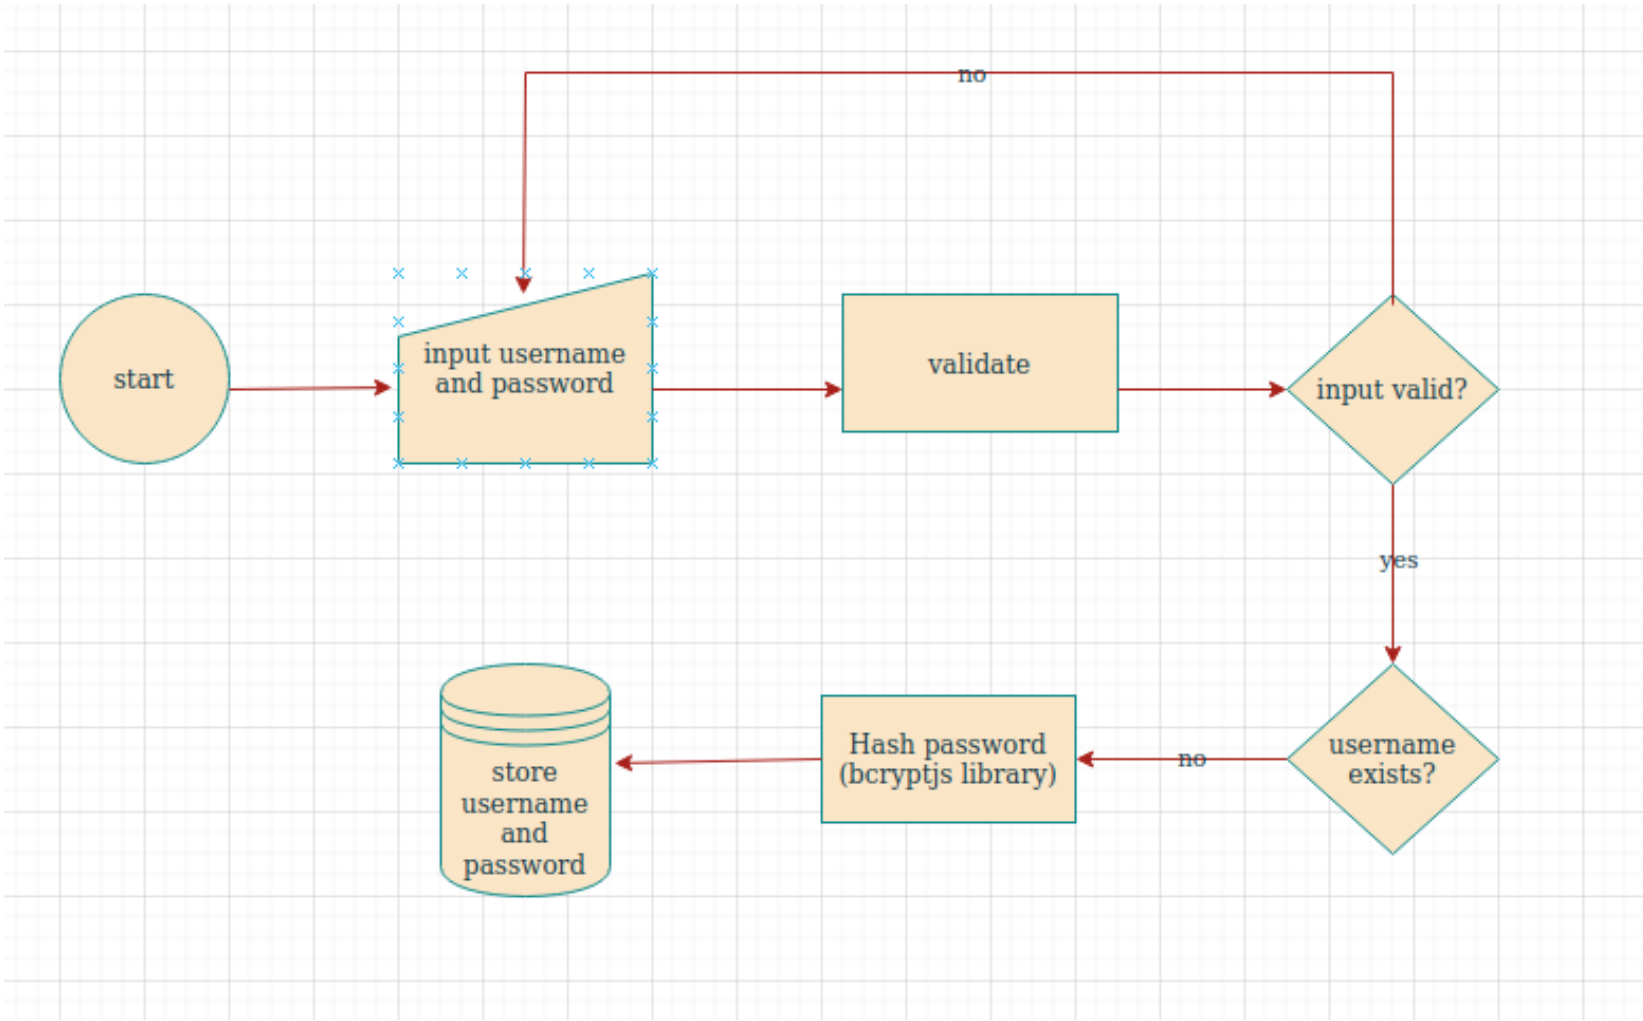 no
start
input username
and password
validate
input valid?
yes
store
username
and
password
Hash password
(bcryptjs library)
no
username
exists?